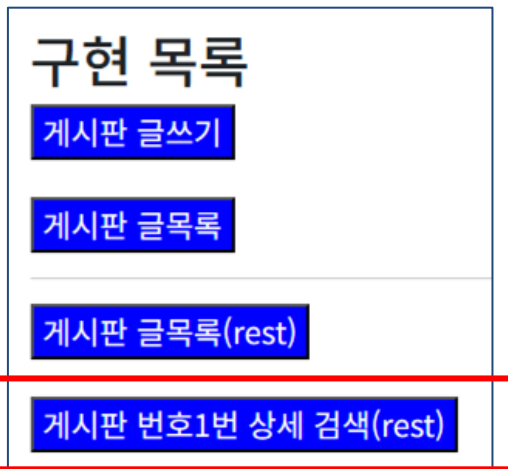 구현 목록
게시판 글쓰기
게시판 글목록
게시판 글목록(rest)
게시판 번호1번 상세 검색(rest)